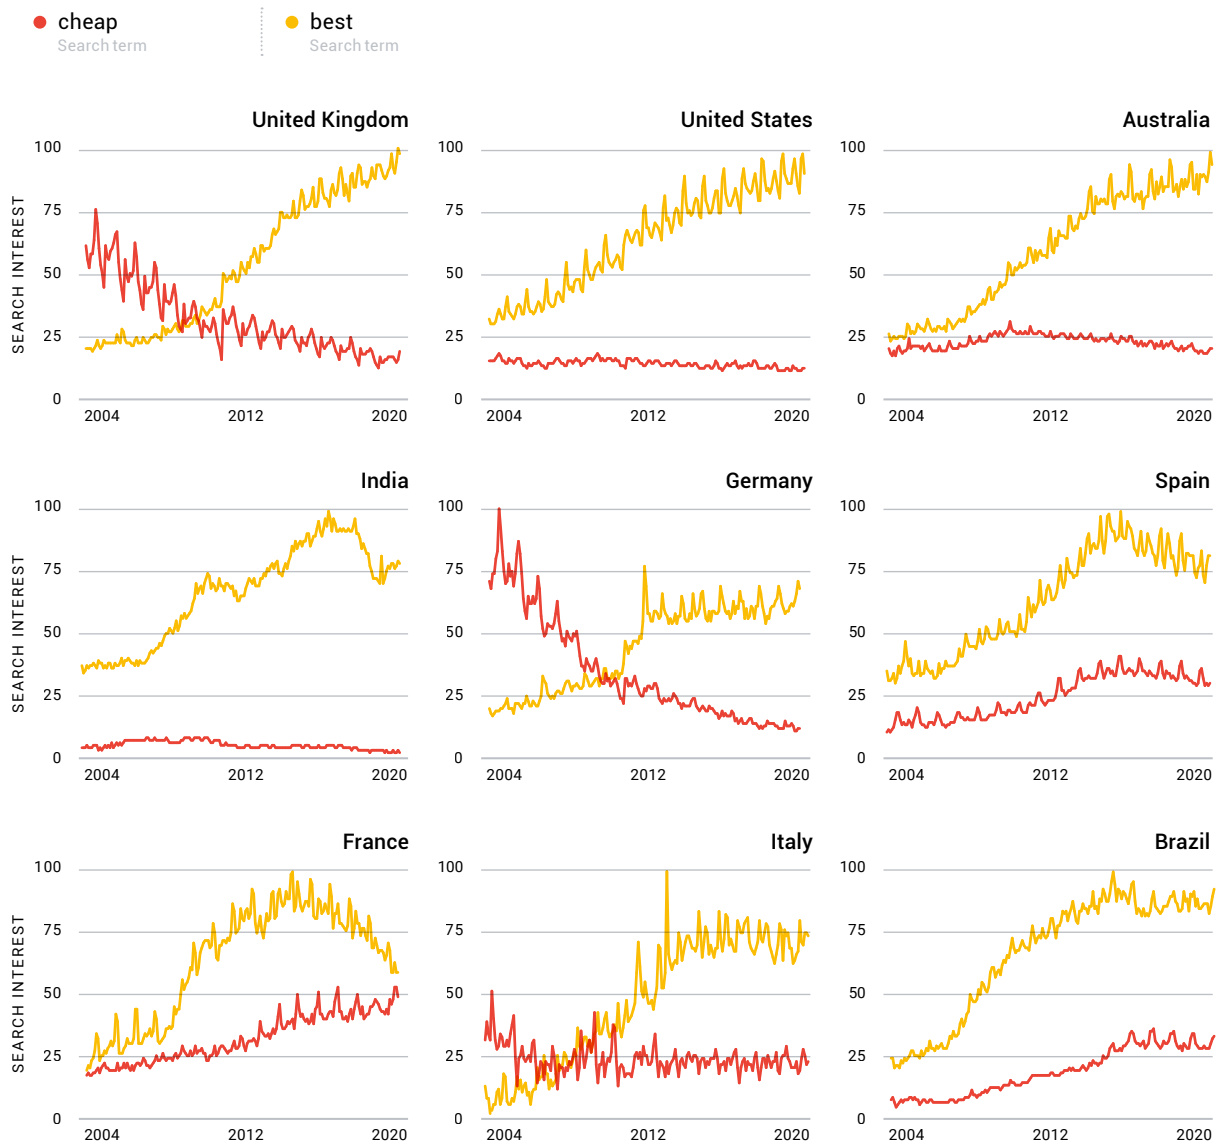 cheap best
Search term Search term
United Kingdom United States Australia
SEARCH INTEREST
100 100 100
75 75 75
50 50 50
25 25 25
0 0 0
2004 2012 2020 2004 2012 2020 2004 2012 2020
India Germany Spain
SEARCH INTEREST
100 100 100
75 75 75
50 50 50
25 25 25
0 0 0
2004 2012 2020 2004 2012 2020 2004 2012 2020
France Italy Brazil
SEARCH INTEREST
100 100 100
75 75 75
50 50 50
25 25 25
0 0 0
2004 2012 2020 2004 2012 2020 2004 2012 2020